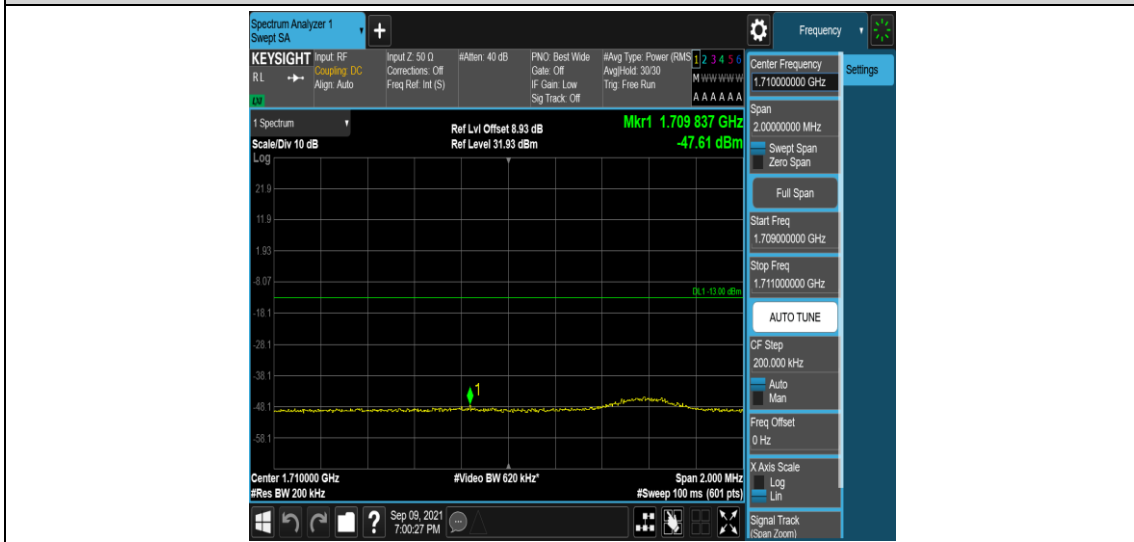 Spectrum Analyzer 1
Swept SA
+
Frequency
KEYSIGHT
RL
LXI
Input: RF
Coupling: DC
Align: Auto
Input Z: 50 Ω
Corrections: Off
Freq Ref: Int (S)
#Atten: 40 dB
PNO: Best Wide
Gate: Off
IF Gain: Low
Sig Track: Off
#Avg Type: Power (RMS
Avg|Hold: 30/30
Trig: Free Run
1 2 3 4 5 6
M W W W W W
A A A A A A
1 Spectrum
Scale/Div 10 dB
Log
Ref Lvl Offset 8.93 dB
Ref Level 31.93 dBm
Mkr1 1.709 837 GHz
-47.61 dBm
21.9
11.9
1.93
-8.07
DL1 -13.00 dBm
-18.1
-28.1
-38.1
1
-48.1
-58.1
Center 1.710000 GHz
#Res BW 200 kHz
#Video BW 620 kHz*
Span 2.000 MHz
#Sweep 100 ms (601 pts)
Sep 09, 2021
7:00:27 PM
Center Frequency
1.710000000 GHz
Settings
Span
2.00000000 MHz
Swept Span
Zero Span
Full Span
Start Freq
1.709000000 GHz
Stop Freq
1.711000000 GHz
AUTO TUNE
CF Step
200.000 kHz
Auto
Man
Freq Offset
0 Hz
X Axis Scale
Log
Lin
Signal Track
(Span Zoom)